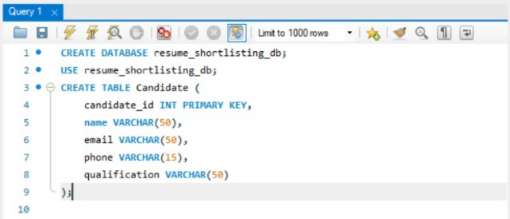 Query 1
Limit to 1000 rows
1 CREATE DATABASE resume_shortlisting_db;
2 USE resume_shortlisting_db;
3 CREATE TABLE Candidate (
4 candidate_id INT PRIMARY KEY,
5 name VARCHAR(50),
6 email VARCHAR(50),
7 phone VARCHAR(15),
8 qualification VARCHAR(50)
9 );
10